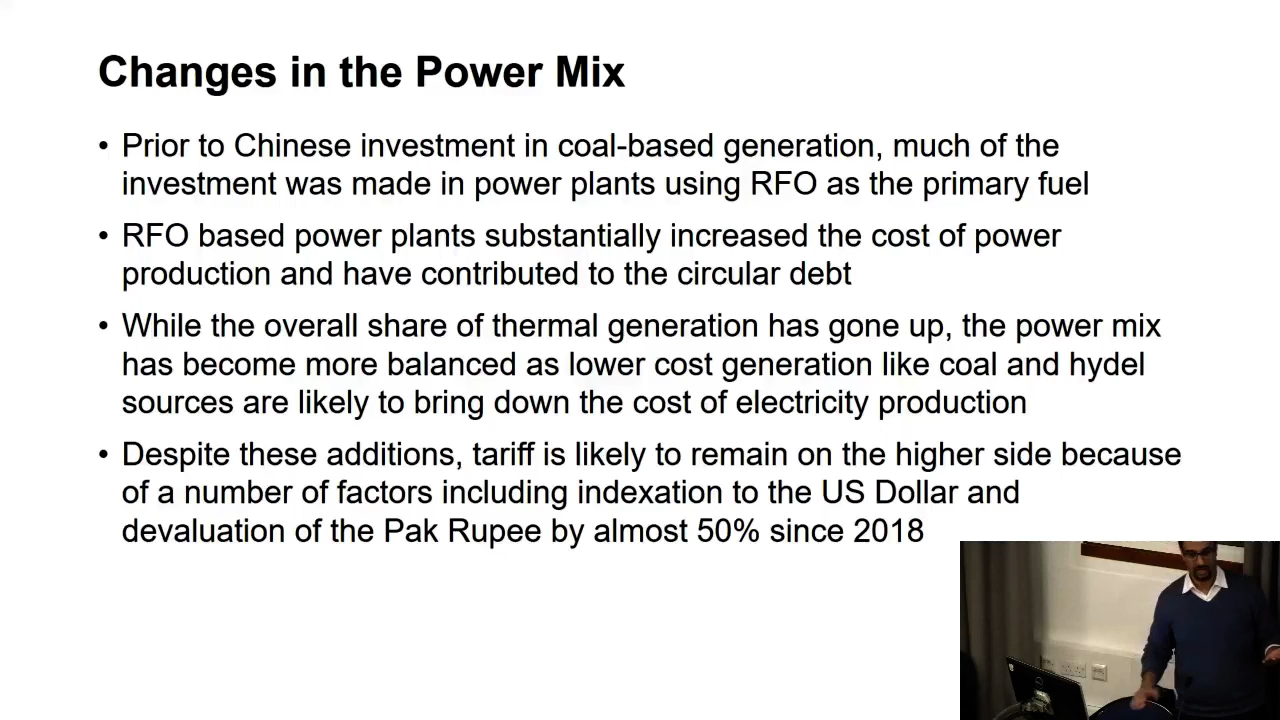 Changes in the Power Mix
• Prior to Chinese investment in coal-based generation, much of the
investment was made in power plants using RFO as the primary fuel
• RFO based power plants substantially increased the cost of power
production and have contributed to the circular debt
• While the overall share of thermal generation has gone up, the power mix
has become more balanced as lower cost generation like coal and hydel
sources are likely to bring down the cost of electricity production
• Despite these additions, tariff is likely to remain on the higher side because
of a number of factors including indexation to the US Dollar and
devaluation of the Pak Rupee by almost 50% since 2018